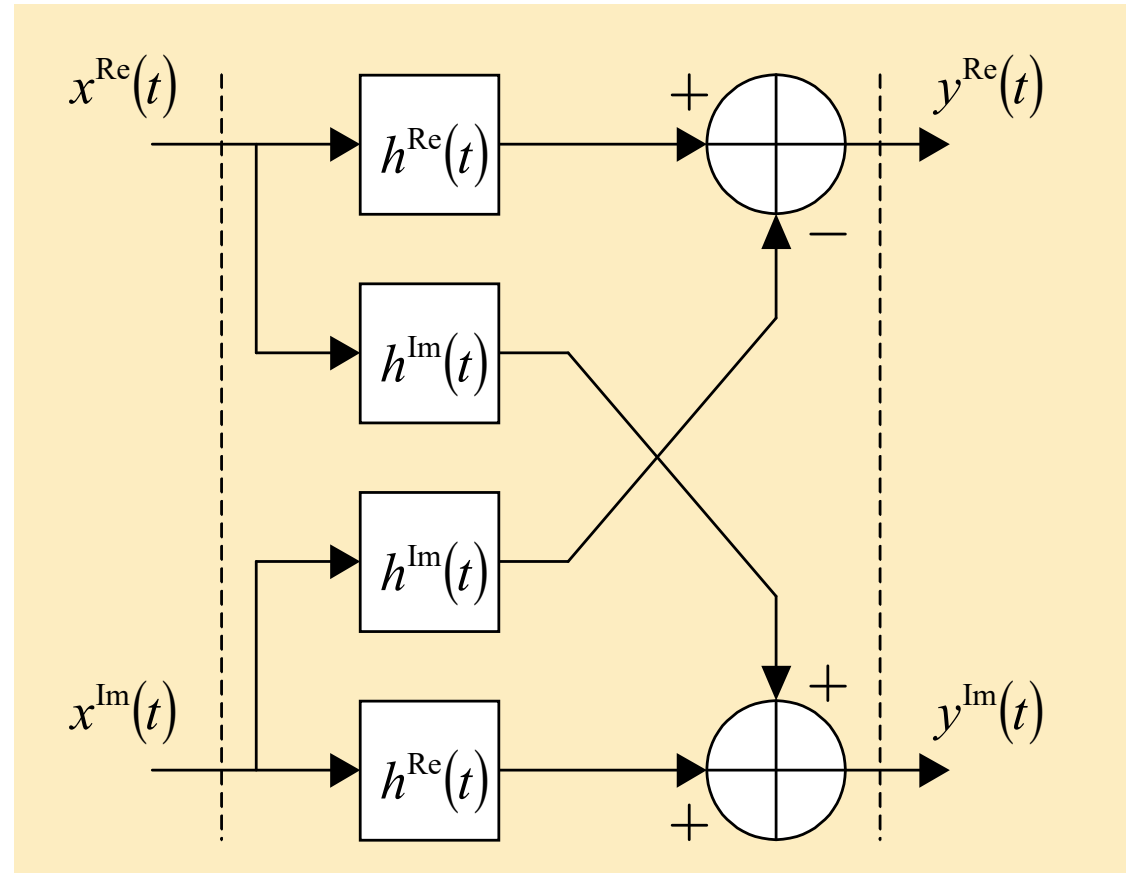 x^Re(t)
h^Re(t)
+
y^Re(t)
−
h^Im(t)
h^Im(t)
x^Im(t)
h^Re(t)
+
+
y^Im(t)